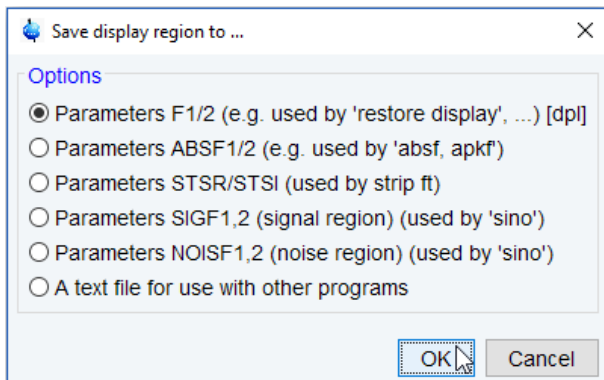 Save display region to ...
Options
Parameters F1/2 (e.g. used by 'restore display', ...) [dpl]
Parameters ABSF1/2 (e.g. used by 'absf, apkf')
Parameters STSR/STSI (used by strip ft)
Parameters SIGF1,2 (signal region) (used by 'sino')
Parameters NOISF1,2 (noise region) (used by 'sino')
A text file for use with other programs
OK Cancel